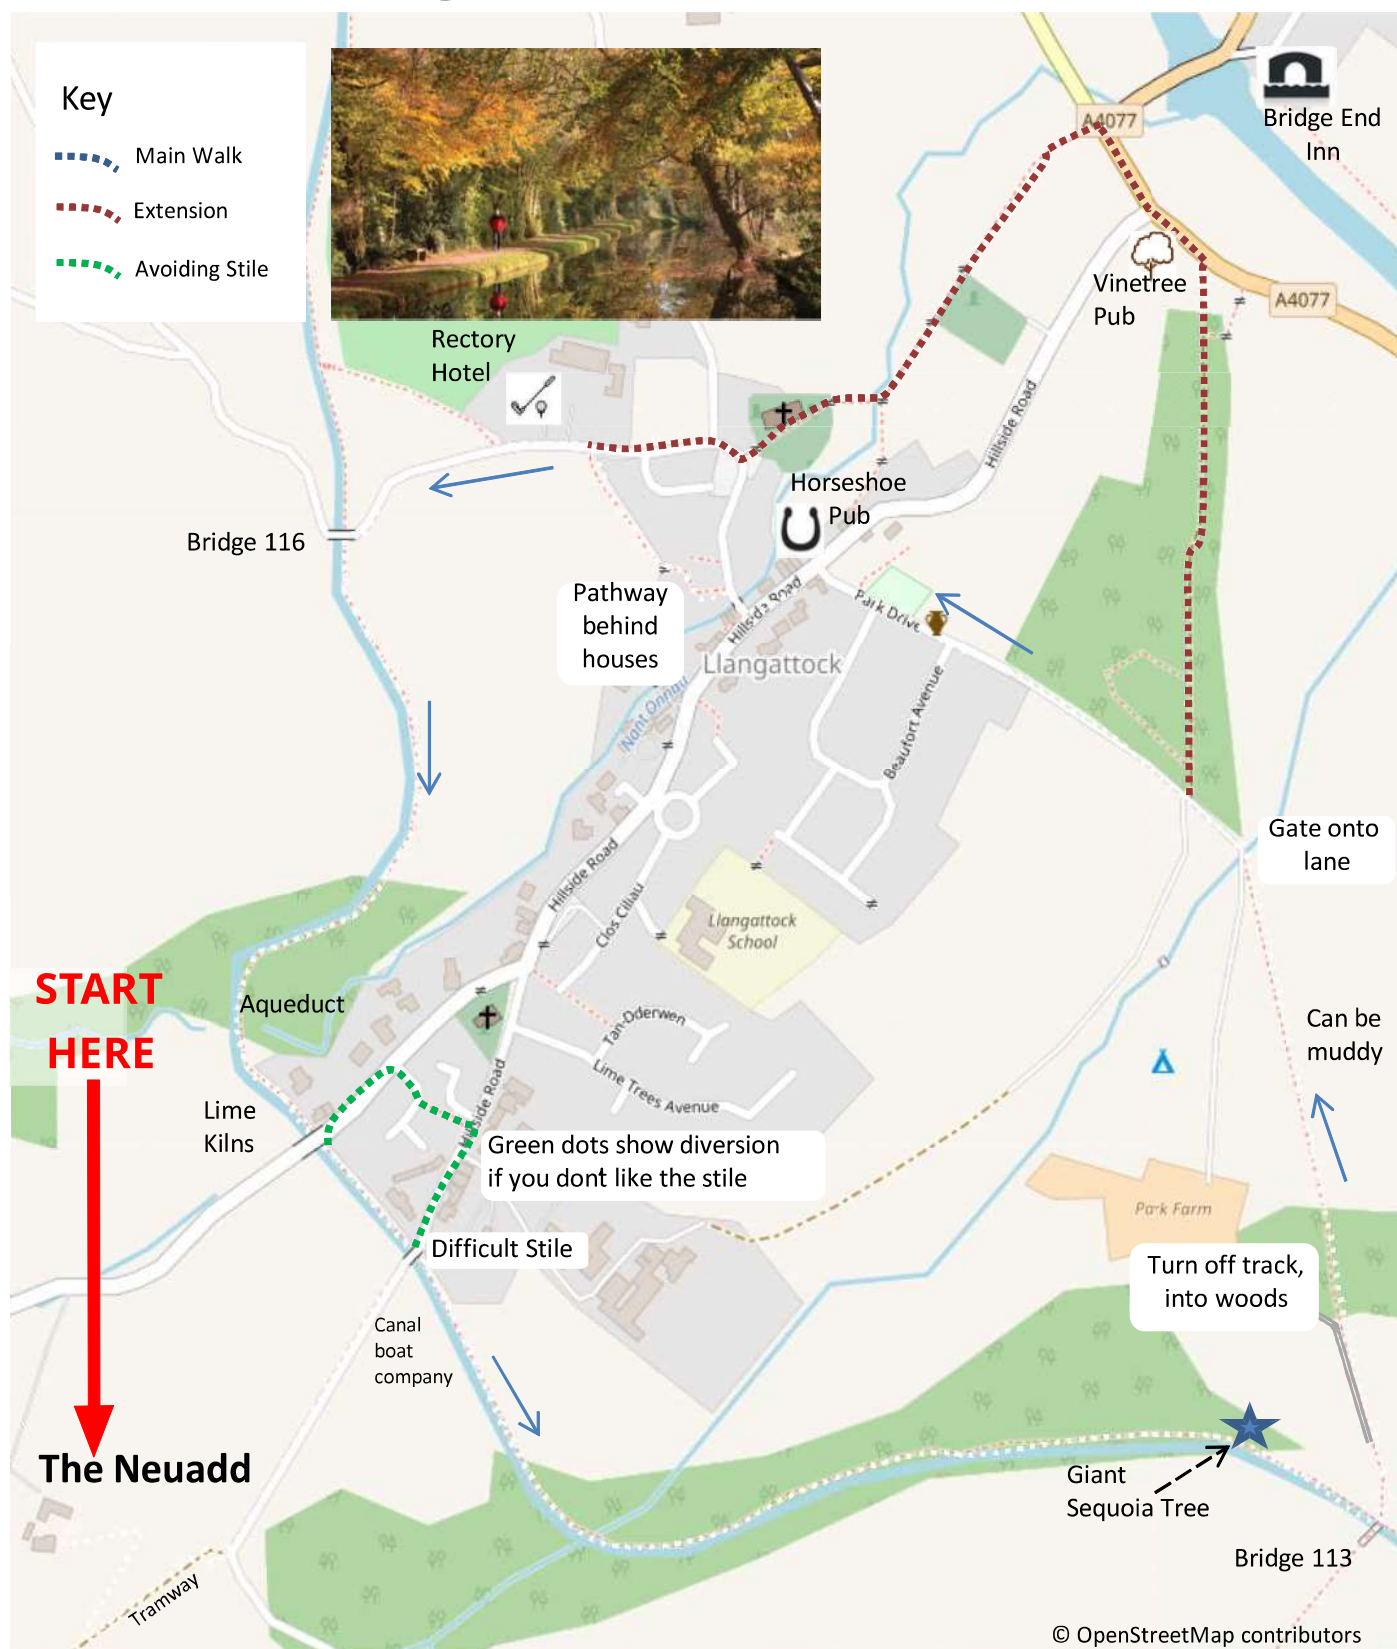 Key
Main Walk
Extension
Avoiding Stile
A4077
Bridge End
Inn
Vinetree
Pub
A4077
Rectory
Hotel
Hillside Road
Horseshoe
Pub
Bridge 116
Pathway
behind
houses
Hillside Road
Park Drive
Llangattock
Nant Onnau
Beaufort Avenue
Gate onto
lane
Hillside Road
Clos Ciliau
Llangattock
School
START
HERE
Aqueduct
Can be
muddy
Tan-Dderwen
Lime Trees Avenue
Hillside Road
Lime
Kilns
Green dots show diversion
if you dont like the stile
Park Farm
Difficult Stile
Turn off track,
into woods
Canal
boat
company
The Neuadd
Giant
Sequoia Tree
Bridge 113
Tramway
© OpenStreetMap contributors